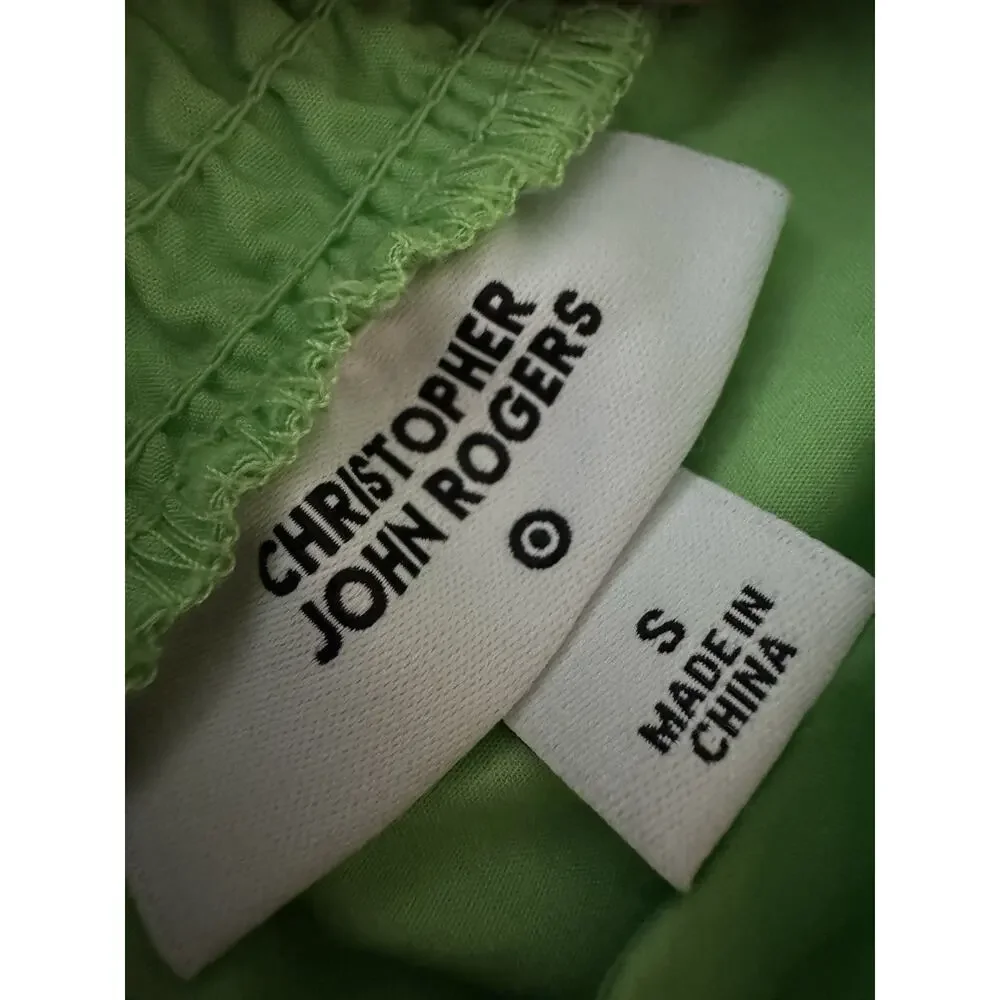 CHRISTOPHER
JOHN ROGERS
S
MADE IN
CHINA